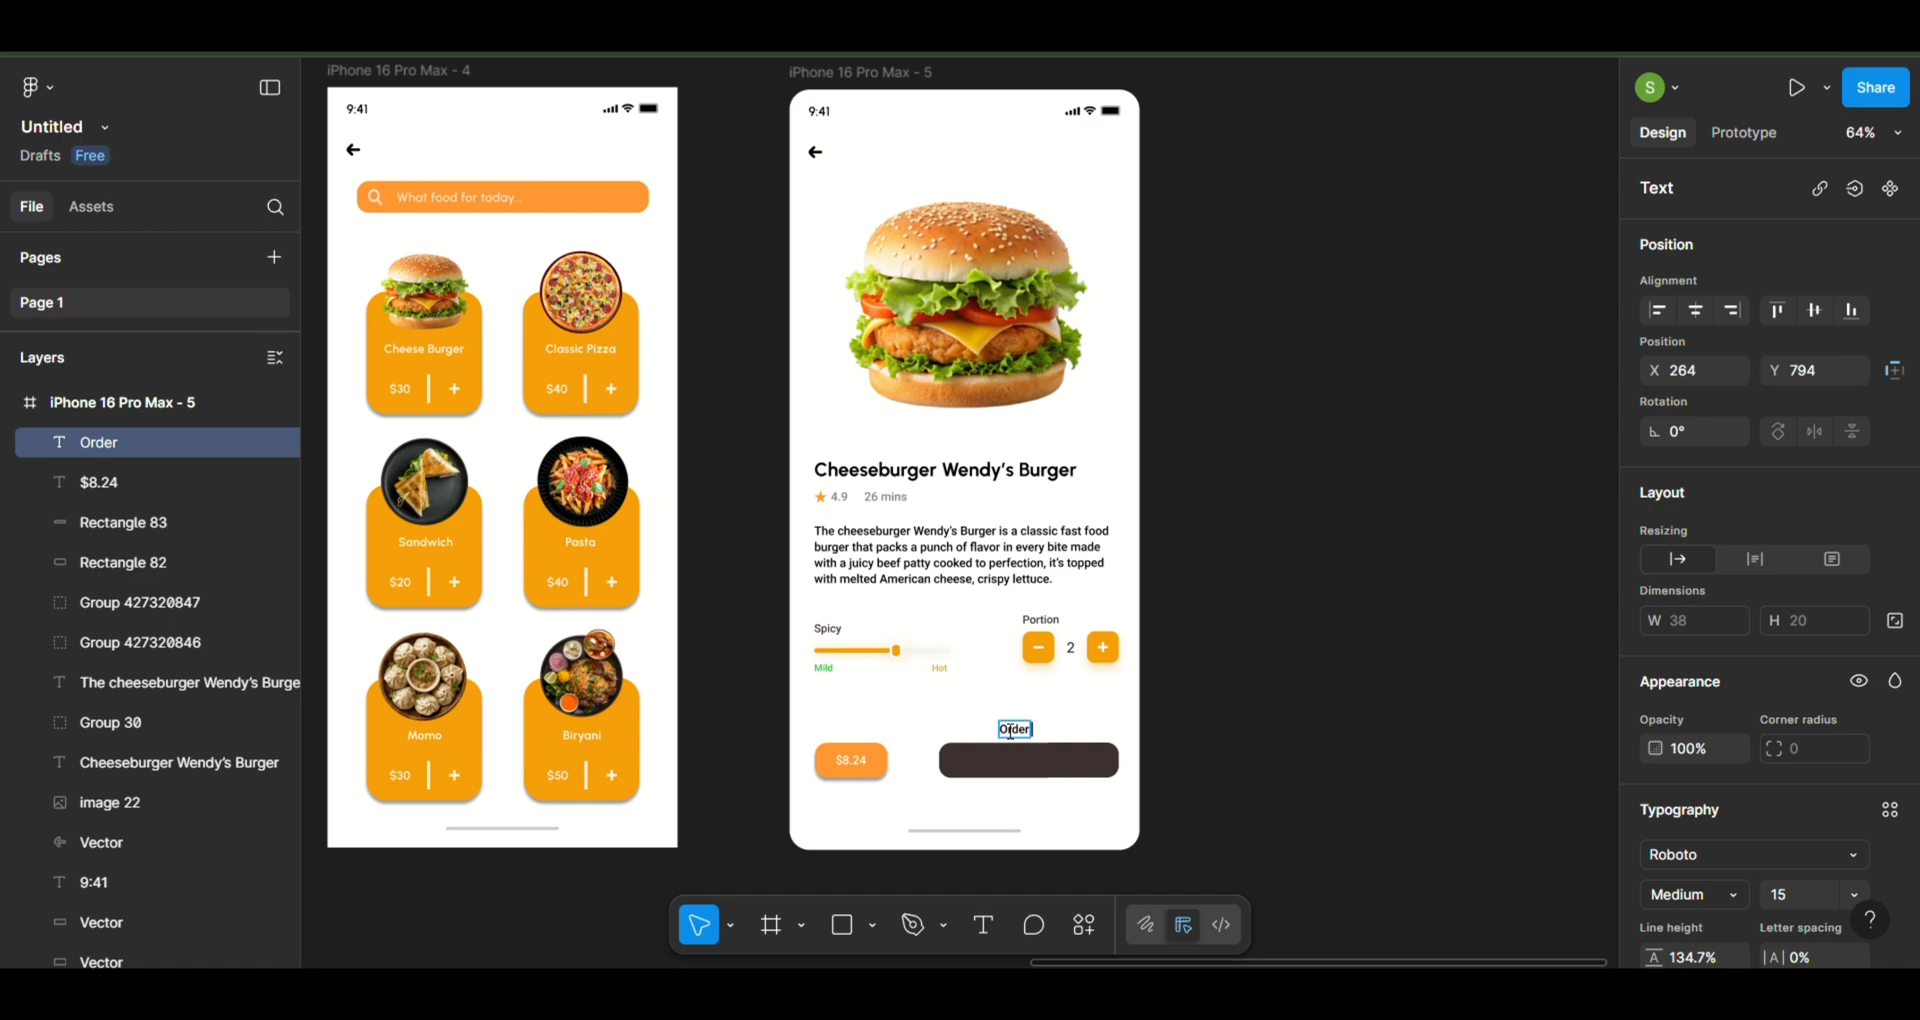 Untitled
Drafts Free
File Assets
Pages
Page 1
Layers
iPhone 16 Pro Max - 5
Order
$8.24
Rectangle 83
Rectangle 82
Group 427320847
Group 427320846
The cheeseburger Wendy's Burge
Group 30
Cheeseburger Wendy's Burger
image 22
Vector
9:41
Vector
Vector
iPhone 16 Pro Max - 4
9:41
What food for today...
Cheese Burger
$30 +
Classic Pizza
$40 +
Sandwich
$20 +
Pasta
$40 +
Momo
$30 +
Biryani
$50 +
iPhone 16 Pro Max - 5
9:41
Cheeseburger Wendy's Burger
4.9 26 mins
The cheeseburger Wendy's Burger is a classic fast food
burger that packs a punch of flavor in every bite made
with a juicy beef patty cooked to perfection, it's topped
with melted American cheese, crispy lettuce.
Spicy
Mild Hot
Portion
− 2 +
Order
$8.24
S
Share
Design Prototype 64%
Text
Position
Alignment
Position
X 264 Y 794
Rotation
0°
Layout
Resizing
Dimensions
W 38 H 20
Appearance
Opacity Corner radius
100% 0
Typography
Roboto
Medium 15
Line height Letter spacing
134.7% |A| 0%
?